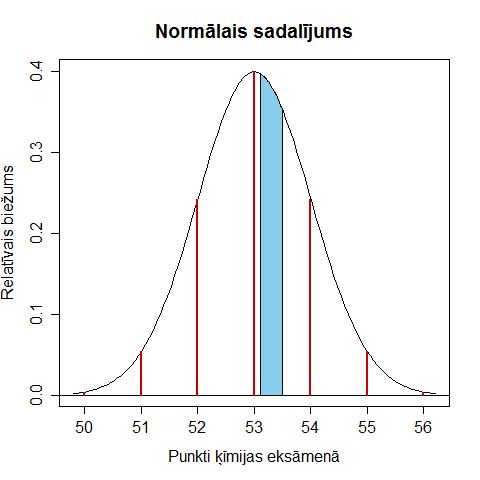 Normālais sadalījums
Relatīvais biežums
0.4
0.3
0.2
0.1
0.0
50 51 52 53 54 55 56
Punkti ķīmijas eksāmenā